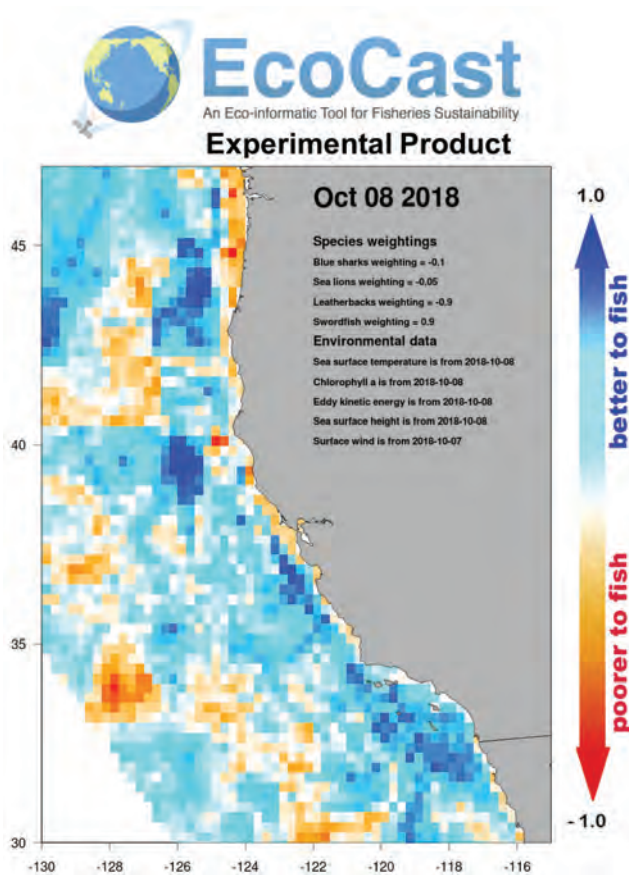 EcoCast
An Eco-informatic Tool for Fisheries Sustainability
Experimental Product
Oct 08 2018
Species weightings
Blue sharks weighting = -0.1
Sea lions weighting = -0.05
Leatherbacks weighting = -0.9
Swordfish weighting = 0.9
Environmental data
Sea surface temperature is from 2018-10-08
Chlorophyll a is from 2018-10-08
Eddy kinetic energy is from 2018-10-08
Sea surface height is from 2018-10-08
Surface wind is from 2018-10-07
45
40
35
30
-130 -128 -126 -124 -122 -120 -118 -116
1.0
better to fish
poorer to fish
-1.0